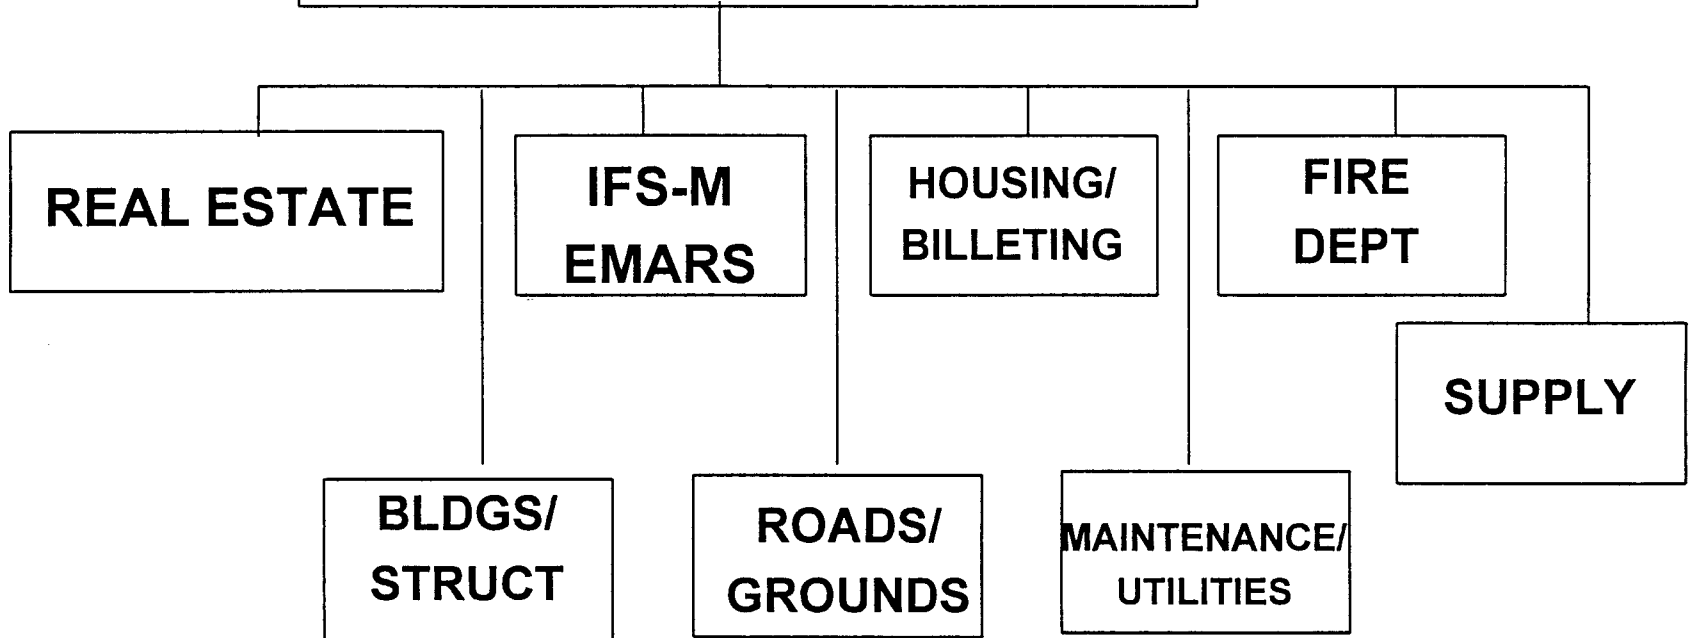 REAL ESTATE
IFS-M
EMARS
HOUSING/
BILLETING
FIRE
DEPT
SUPPLY
BLDGS/
STRUCT
ROADS/
GROUNDS
MAINTENANCE/
UTILITIES